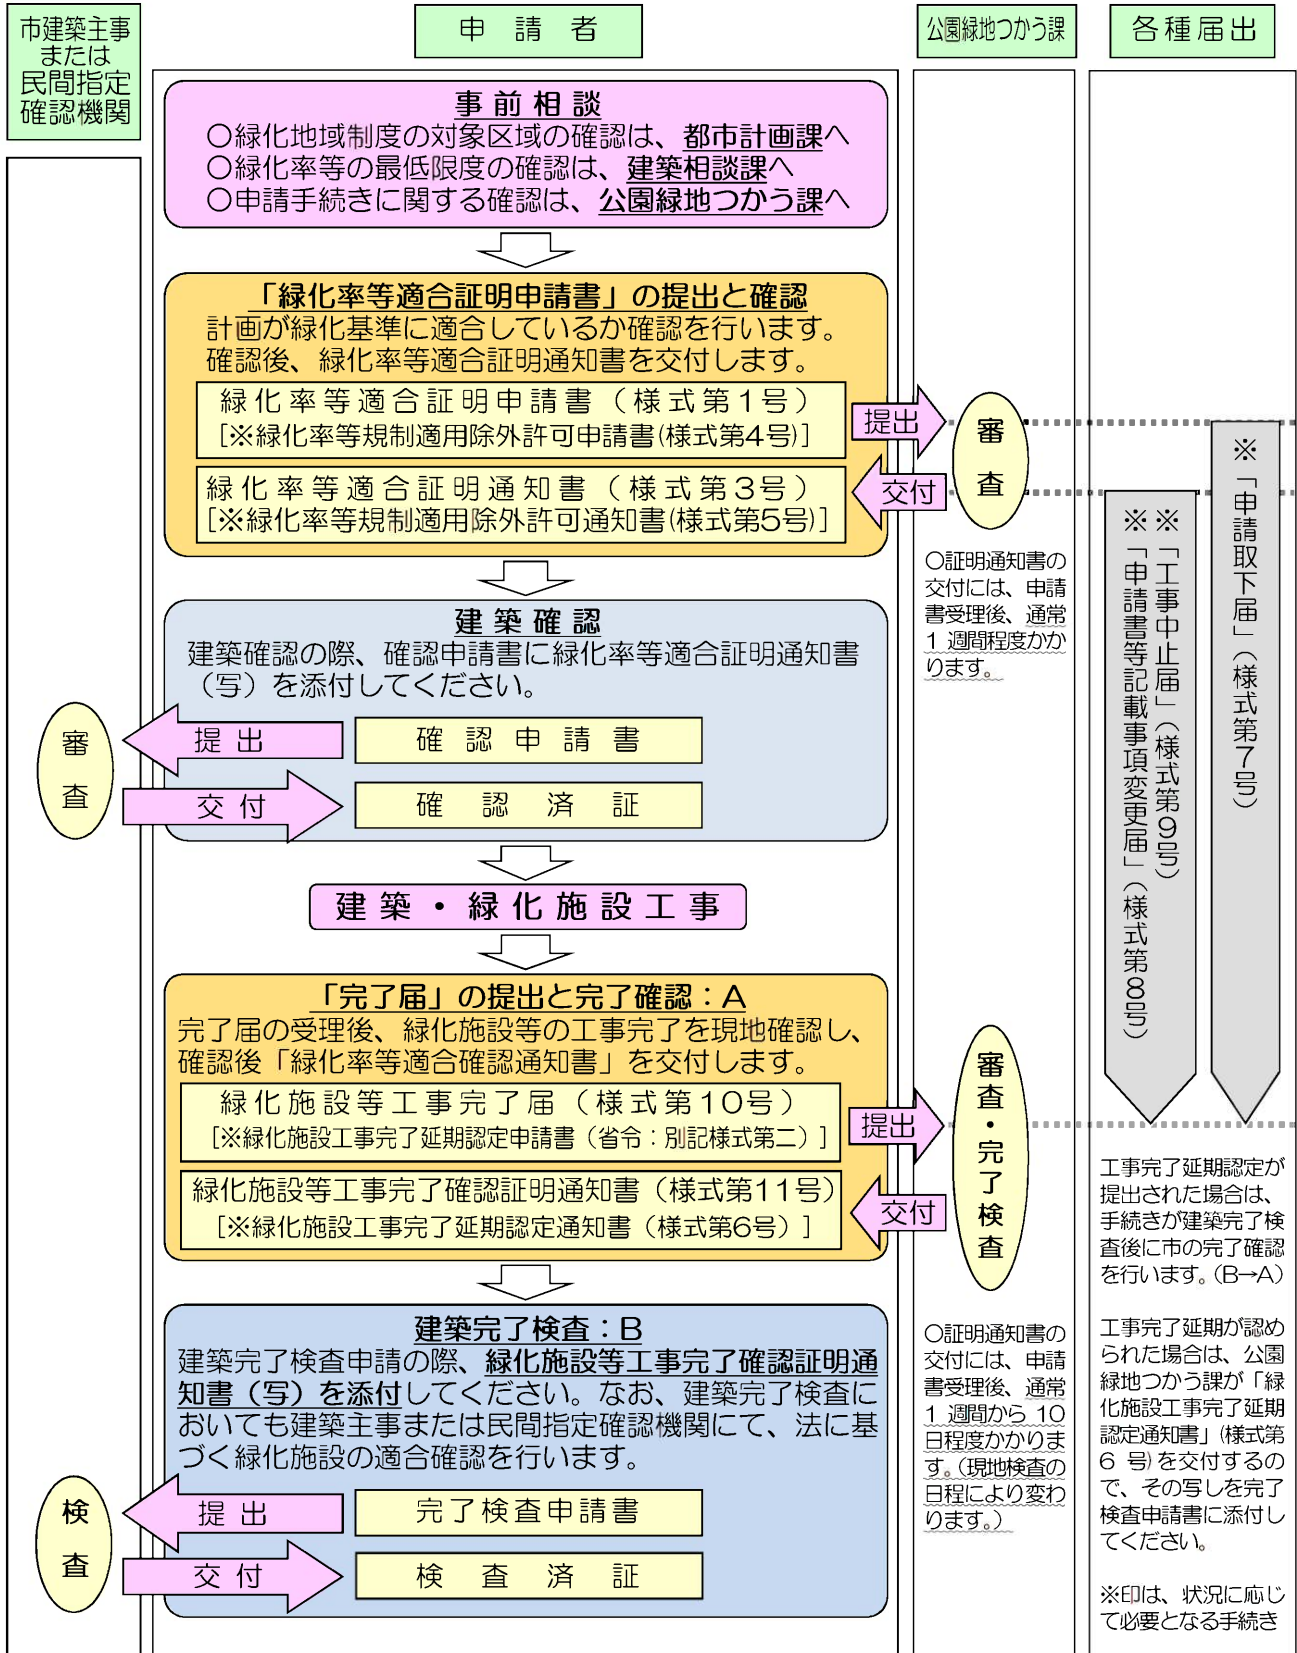 市建築主事
または
民間指定
確認機関
申請者
公園緑地つかう課
各種届出
事前相談
○緑化地域制度の対象区域の確認は、都市計画課へ
○緑化率等の最低限度の確認は、建築相談課へ
○申請手続きに関する確認は、公園緑地つかう課へ
「緑化率等適合証明申請書」の提出と確認
計画が緑化基準に適合しているか確認を行います。
確認後、緑化率等適合証明通知書を交付します。
緑化率等適合証明申請書（様式第1号）
[※緑化率等規制適用除外許可申請書(様式第4号)]
提出
緑化率等適合証明通知書（様式第3号）
[※緑化率等規制適用除外許可通知書(様式第5号)]
交付
審査
○証明通知書の
交付には、申請
書受理後、通常
1 週間程度かか
ります。
※「申請取下届」（様式第7号）
※「工事中止届」（様式第9号）
※「申請書等記載事項変更届」（様式第8号）
建築確認
建築確認の際、確認申請書に緑化率等適合証明通知書
（写）を添付してください。
審査
提出
確認申請書
交付
確認済証
建築・緑化施設工事
「完了届」の提出と完了確認：A
完了届の受理後、緑化施設等の工事完了を現地確認し、
確認後「緑化率等適合確認通知書」を交付します。
緑化施設等工事完了届（様式第10号）
[※緑化施設工事完了延期認定申請書（省令：別記様式第二）]
提出
緑化施設等工事完了確認証明通知書（様式第11号）
[※緑化施設工事完了延期認定通知書（様式第6号）]
交付
審査・完了検査
○証明通知書の
交付には、申請
書受理後、通常
1 週間から 10
日程度かかりま
す。（現地検査の
日程により変わ
ります。）
工事完了延期認定が
提出された場合は、
手続きが建築完了検
査後に市の完了確認
を行います。（B→A）
工事完了延期が認め
られた場合は、公園
緑地つかう課が「緑
化施設工事完了延期
認定通知書」(様式第
6 号)を交付するの
で、その写しを完了
検査申請書に添付し
てください。
※印は、状況に応じ
て必要となる手続き
建築完了検査：B
建築完了検査申請の際、緑化施設等工事完了確認証明通
知書（写）を添付してください。なお、建築完了検査に
おいても建築主事または民間指定確認機関にて、法に基
づく緑化施設の適合確認を行います。
検査
提出
完了検査申請書
交付
検査済証